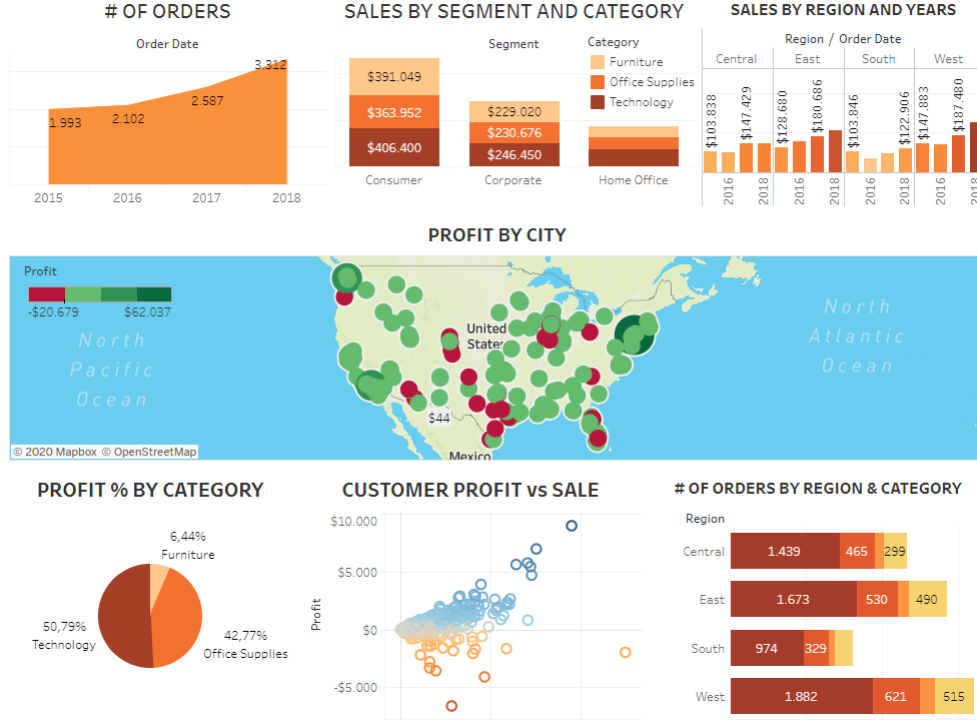 # OF ORDERS
Order Date
3.312
2.587
2.102
1.993
2015 2016 2017 2018
SALES BY SEGMENT AND CATEGORY
Segment
Category
Furniture
Office Supplies
Technology
$391.049
$363.952
$406.400
$229.020
$230.676
$246.450
Consumer Corporate Home Office
SALES BY REGION AND YEARS
Region / Order Date
Central East South West
$103.838
$147.429
$128.680
$180.686
$103.846
$122.906
$147.883
$187.480
2016 2018 2016 2018 2016 2018 2016 2018
PROFIT BY CITY
Profit
-$20.679 $62.037
North
Pacific
Ocean
United
States
North
Atlantic
Ocean
$44
Mexico
© 2020 Mapbox © OpenStreetMap
PROFIT % BY CATEGORY
6,44%
Furniture
50,79%
Technology
42,77%
Office Supplies
CUSTOMER PROFIT vs SALE
Profit
$10.000
$5.000
$0
-$5.000
# OF ORDERS BY REGION & CATEGORY
Region
Central 1.439 465 299
East 1.673 530 490
South 974 329
West 1.882 621 515